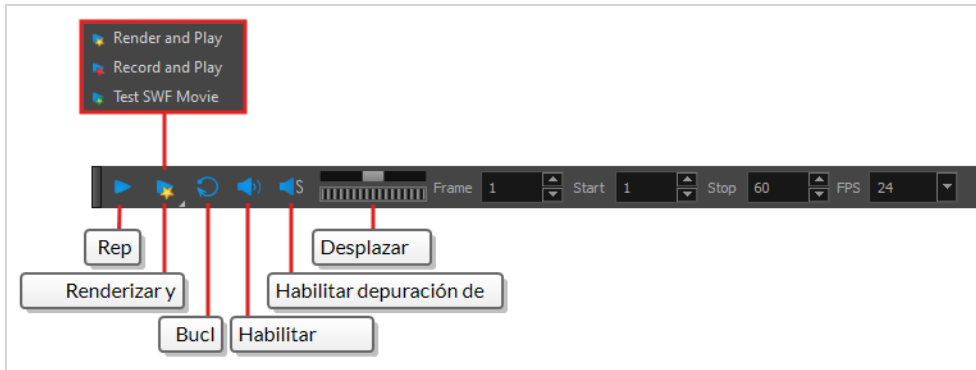 Render and Play
Record and Play
Test SWF Movie
S
Frame 1 Start 1 Stop 60 FPS 24
Rep
Desplazar
Renderizar y
Habilitar depuración de
Bucl
Habilitar